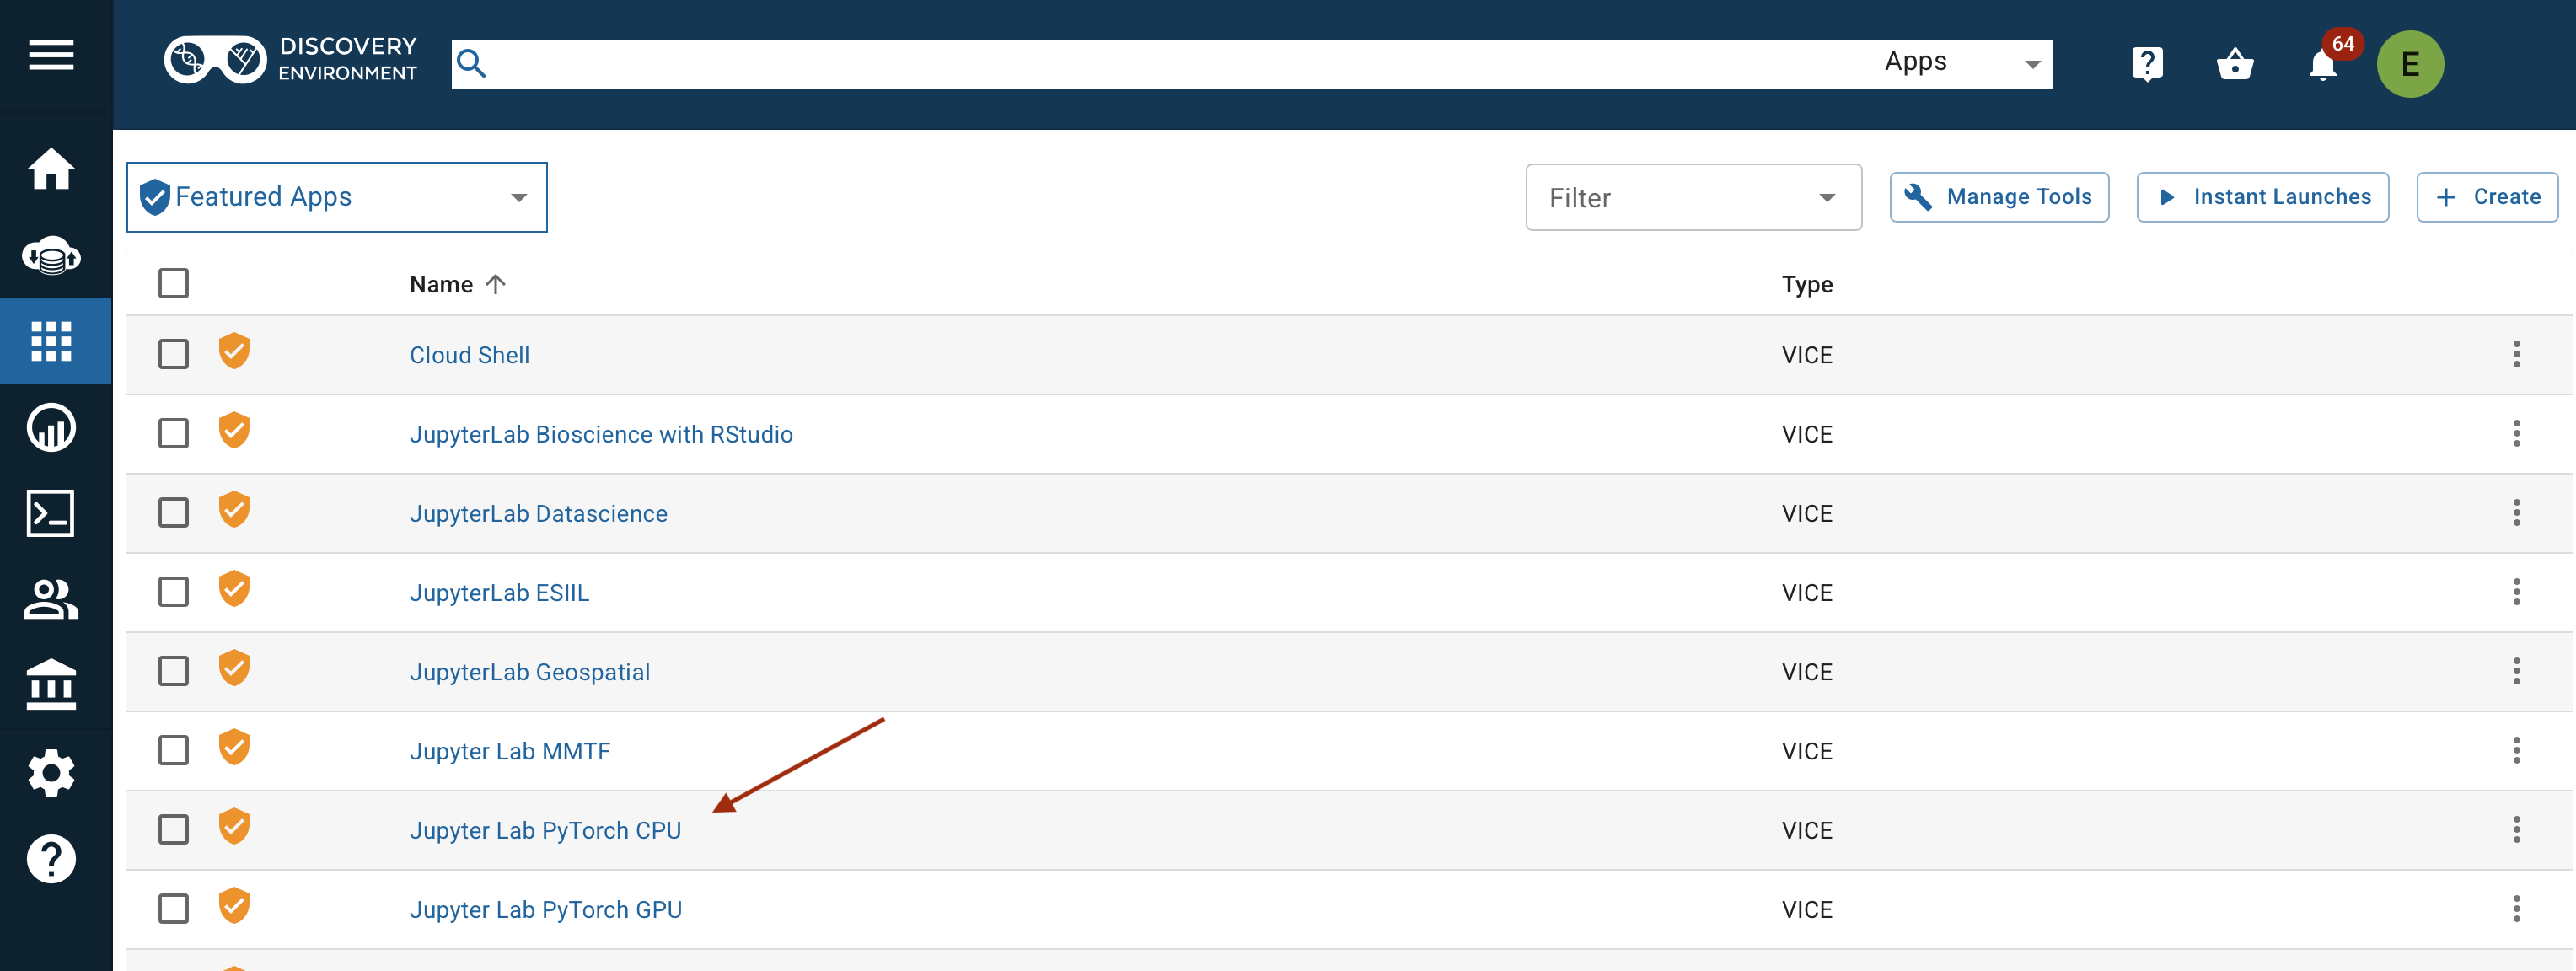 DISCOVERY
ENVIRONMENT
Apps
64
E
Featured Apps
Filter
Manage Tools
Instant Launches
+ Create
Name
Type
Cloud Shell
VICE
JupyterLab Bioscience with RStudio
VICE
JupyterLab Datascience
VICE
JupyterLab ESIIL
VICE
JupyterLab Geospatial
VICE
Jupyter Lab MMTF
VICE
Jupyter Lab PyTorch CPU
VICE
Jupyter Lab PyTorch GPU
VICE